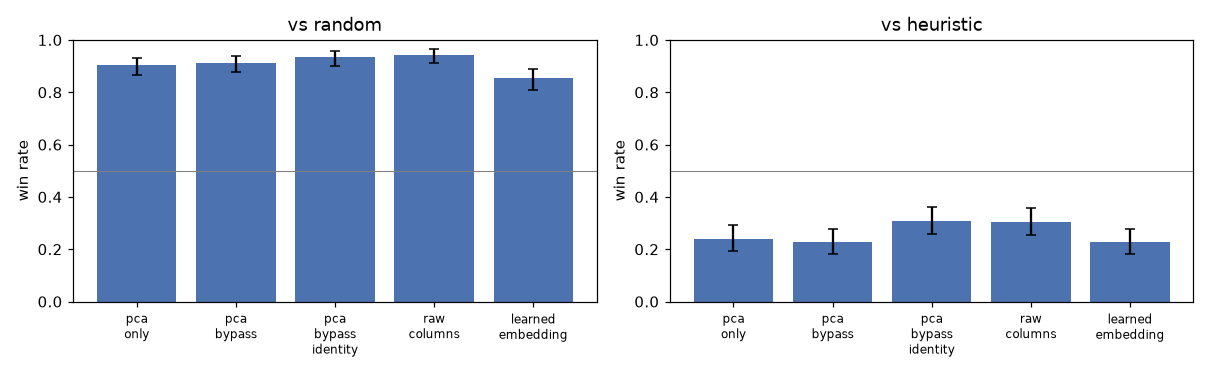 vs random
1.0
0.8
0.6
0.4
0.2
0.0
win rate
pca only
pca bypass
pca bypass identity
raw columns
learned embedding
vs heuristic
1.0
0.8
0.6
0.4
0.2
0.0
win rate
pca only
pca bypass
pca bypass identity
raw columns
learned embedding